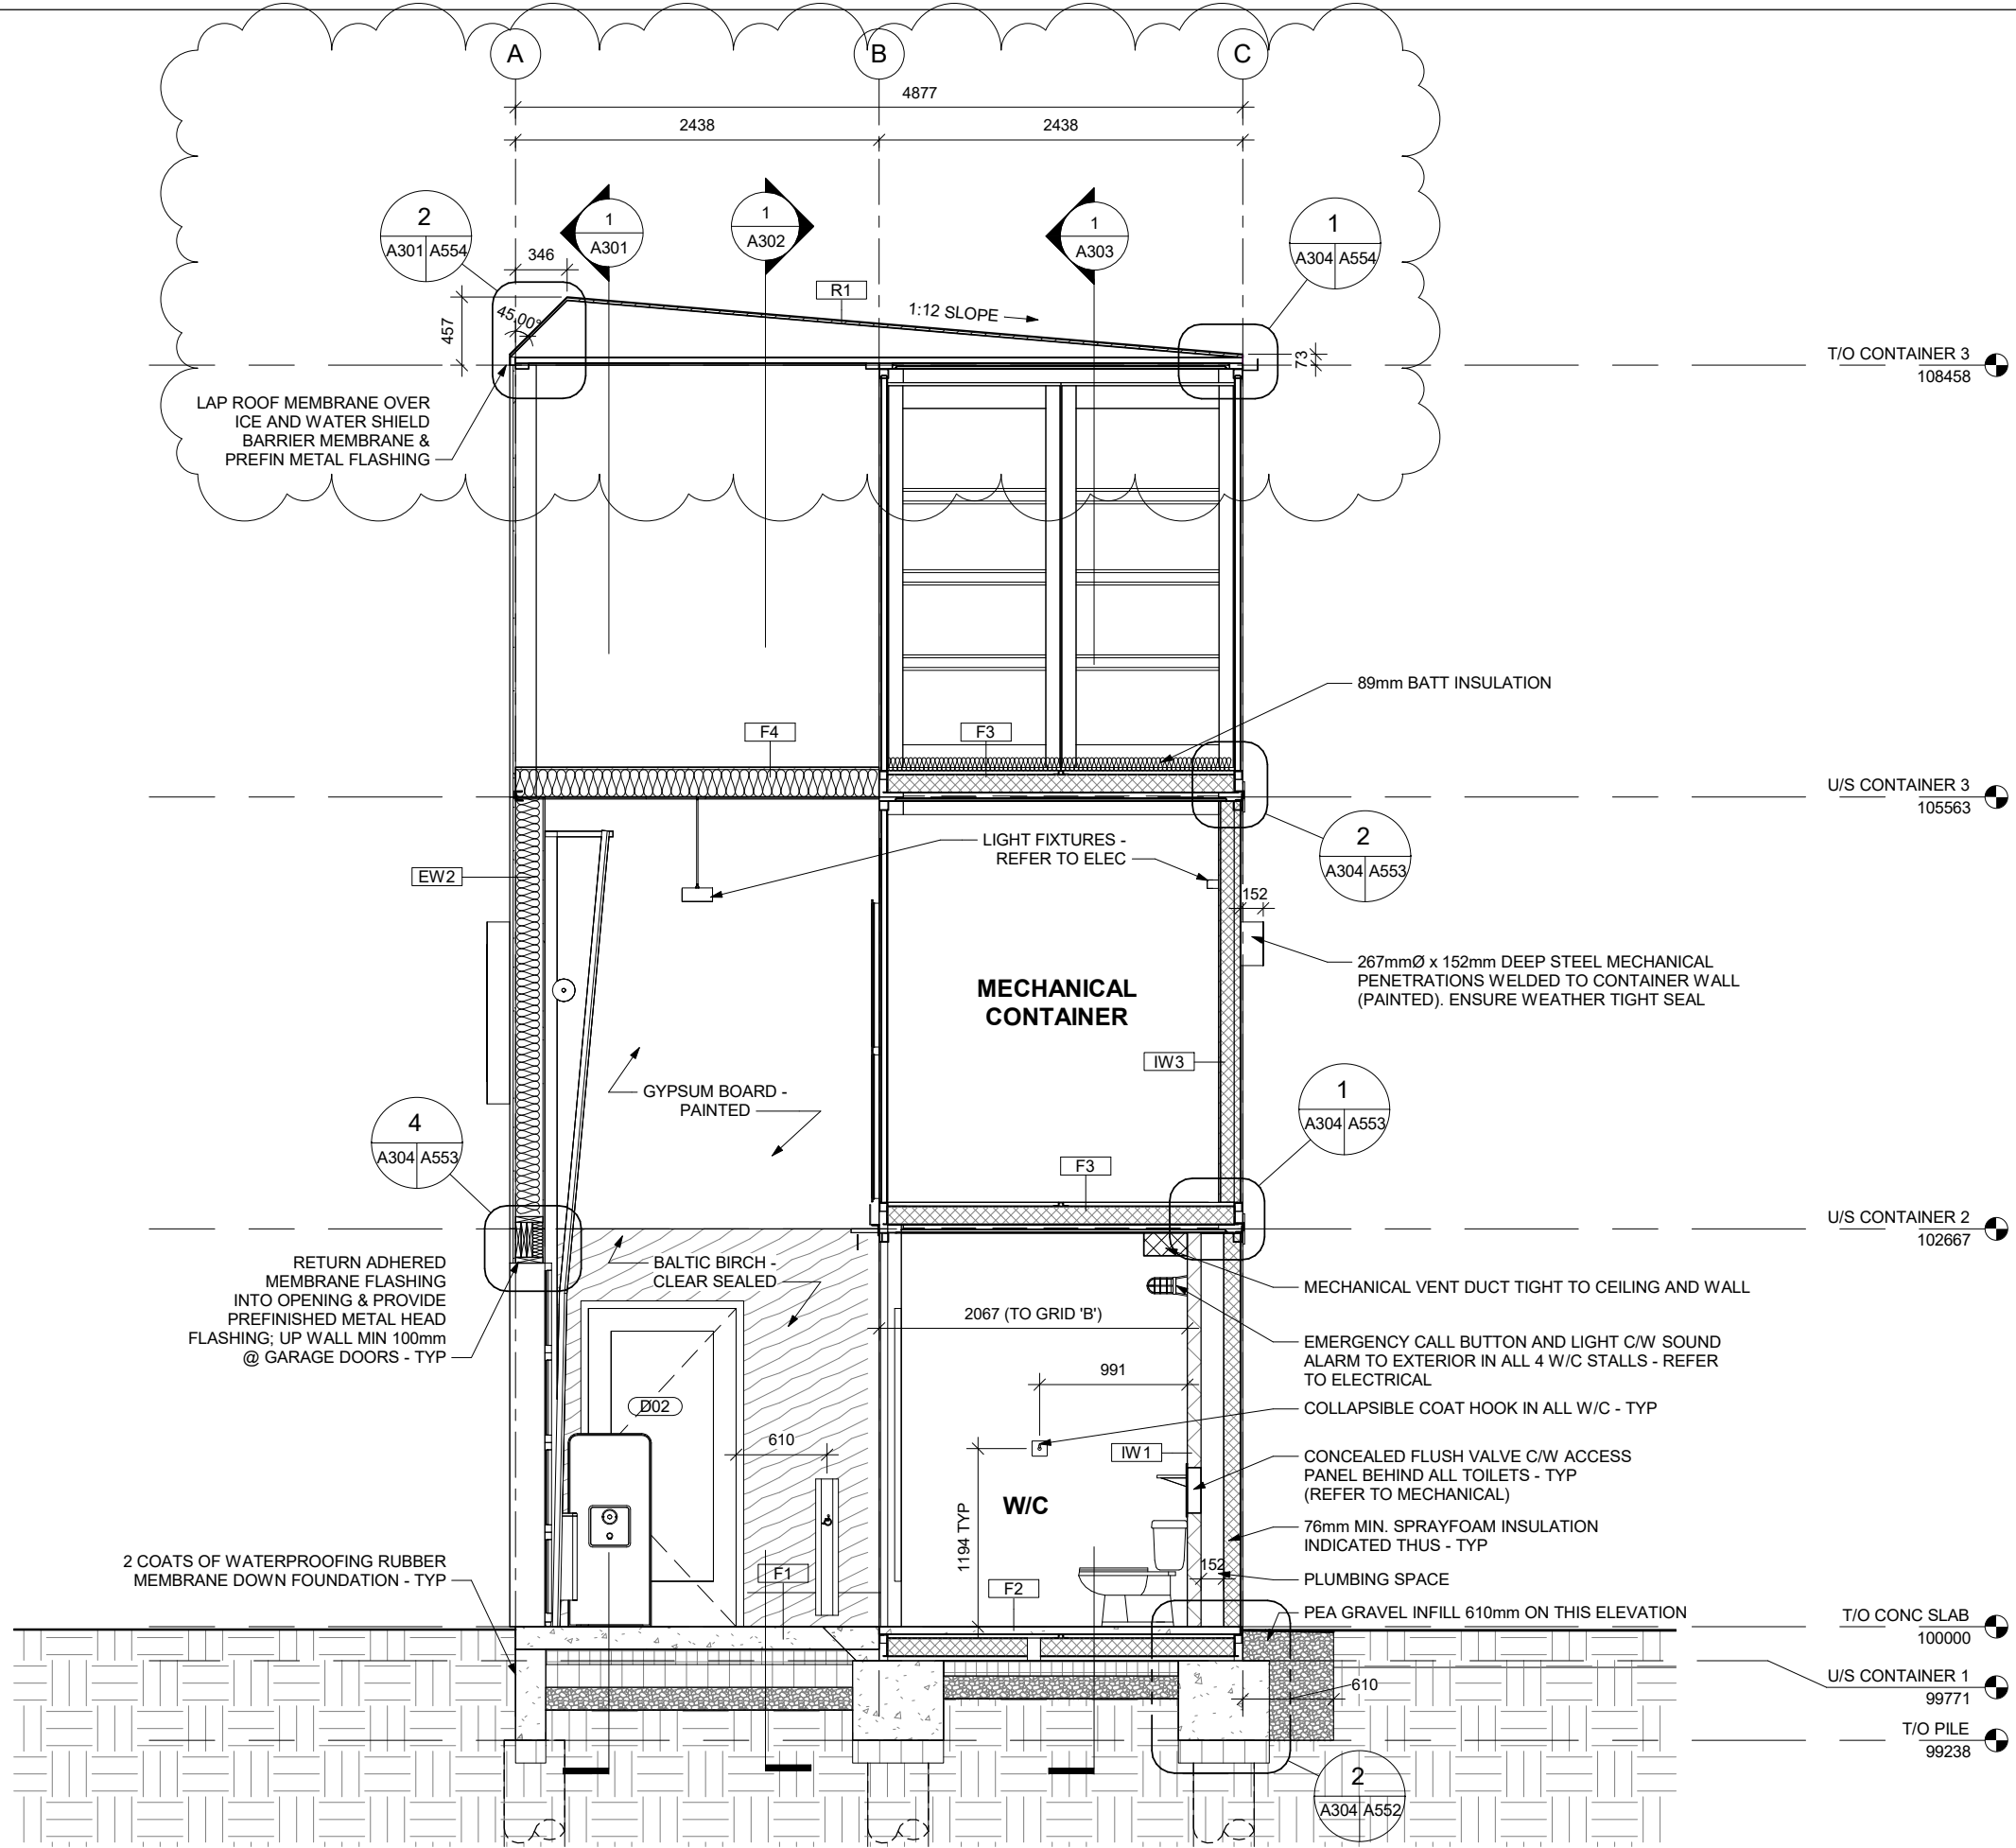 A
B
C
4877
2438
2438
2
A301 A554
1
A301
1
A302
1
A303
1
A304 A554
346
R1
1:12 SLOPE
45.00°
457
73
T/O CONTAINER 3
108458
LAP ROOF MEMBRANE OVER
ICE AND WATER SHIELD
BARRIER MEMBRANE &
PREFIN METAL FLASHING
89mm BATT INSULATION
F4
F3
U/S CONTAINER 3
105563
LIGHT FIXTURES -
REFER TO ELEC
2
A304 A553
EW2
152
267mmØ x 152mm DEEP STEEL MECHANICAL
PENETRATIONS WELDED TO CONTAINER WALL
(PAINTED). ENSURE WEATHER TIGHT SEAL
MECHANICAL
CONTAINER
IW3
GYPSUM BOARD -
PAINTED
4
A304 A553
1
A304 A553
F3
U/S CONTAINER 2
102667
RETURN ADHERED
MEMBRANE FLASHING
INTO OPENING & PROVIDE
PREFINISHED METAL HEAD
FLASHING; UP WALL MIN 100mm
@ GARAGE DOORS - TYP
BALTIC BIRCH -
CLEAR SEALED
MECHANICAL VENT DUCT TIGHT TO CEILING AND WALL
2067 (TO GRID 'B')
EMERGENCY CALL BUTTON AND LIGHT C/W SOUND
ALARM TO EXTERIOR IN ALL 4 W/C STALLS - REFER
TO ELECTRICAL
991
COLLAPSIBLE COAT HOOK IN ALL W/C - TYP
D02
610
IW1
CONCEALED FLUSH VALVE C/W ACCESS
PANEL BEHIND ALL TOILETS - TYP
(REFER TO MECHANICAL)
W/C
1194 TYP
76mm MIN. SPRAYFOAM INSULATION
INDICATED THUS - TYP
2 COATS OF WATERPROOFING RUBBER
MEMBRANE DOWN FOUNDATION - TYP
F1
F2
152
PLUMBING SPACE
PEA GRAVEL INFILL 610mm ON THIS ELEVATION
T/O CONC SLAB
100000
610
U/S CONTAINER 1
99771
T/O PILE
99238
2
A304 A552